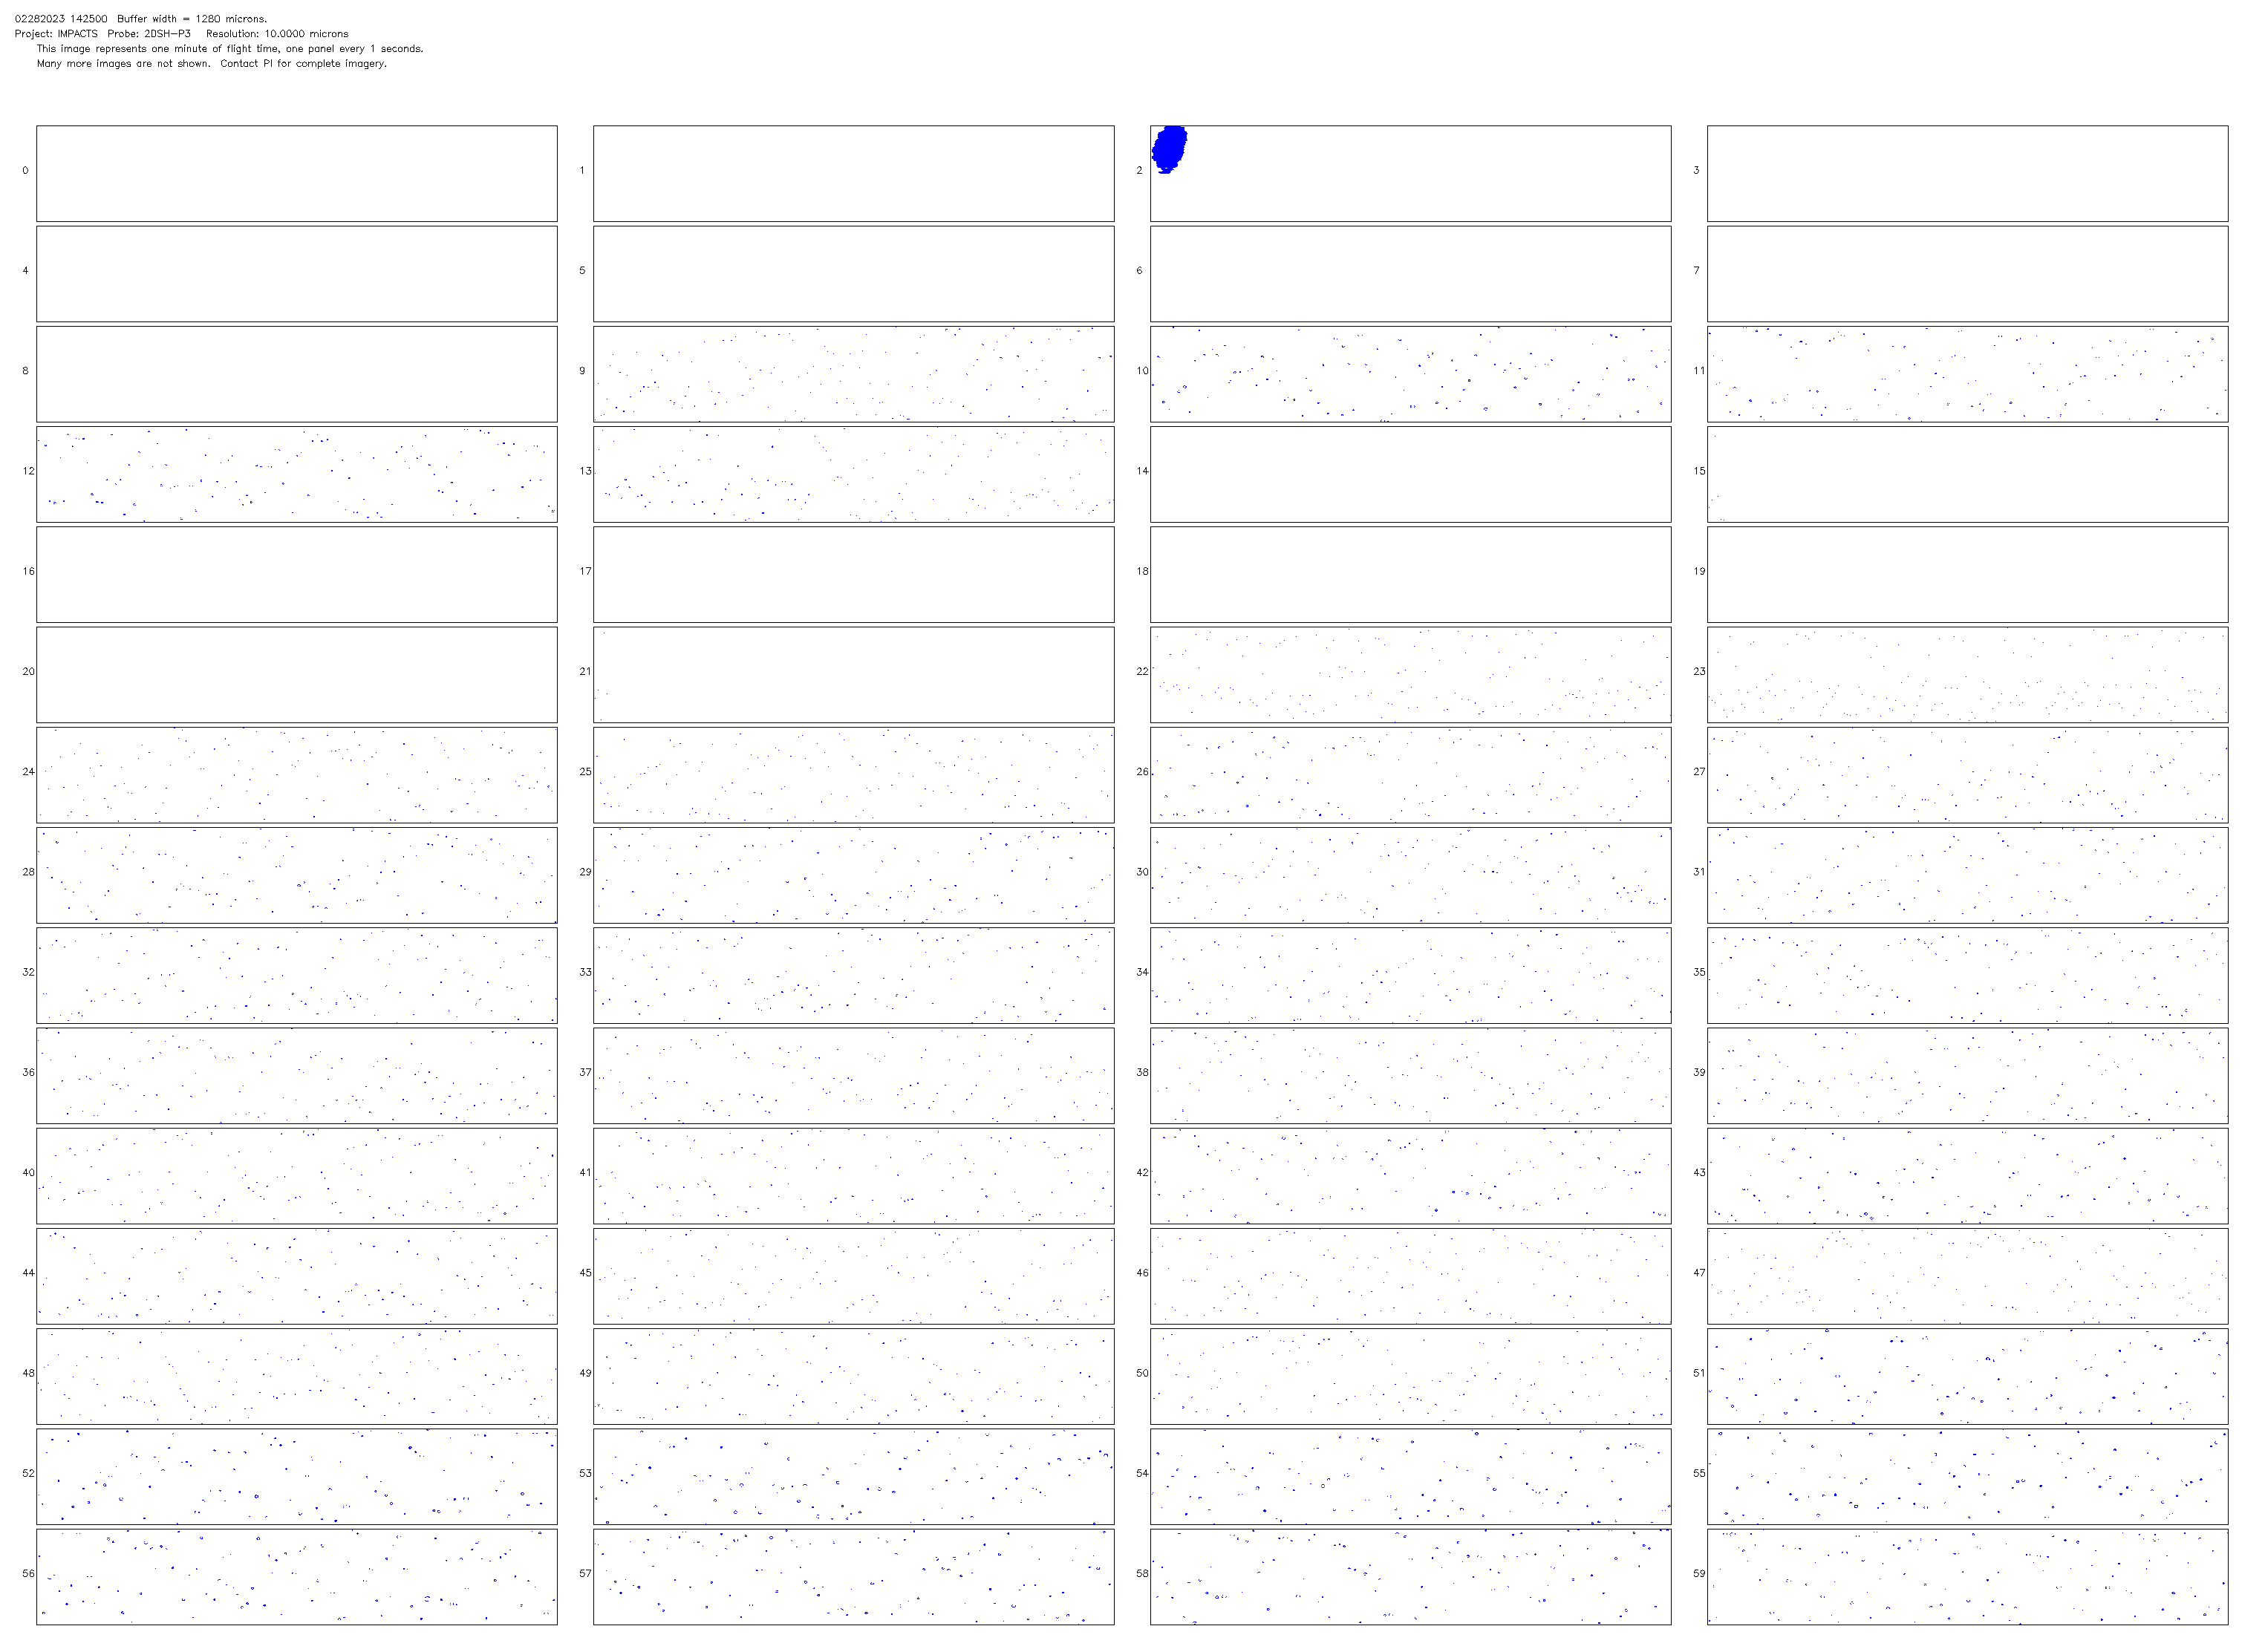 02282023 142500  Buffer width = 1280 microns.
Project: IMPACTS  Probe: 2DSH-P3  Resolution: 10.0000 microns
This image represents one minute of flight time, one panel every 1 seconds.
Many more images are not shown.  Contact PI for complete imagery.
0 1 2 3
4 5 6 7
8 9 10 11
12 13 14 15
16 17 18 19
20 21 22 23
24 25 26 27
28 29 30 31
32 33 34 35
36 37 38 39
40 41 42 43
44 45 46 47
48 49 50 51
52 53 54 55
56 57 58 59